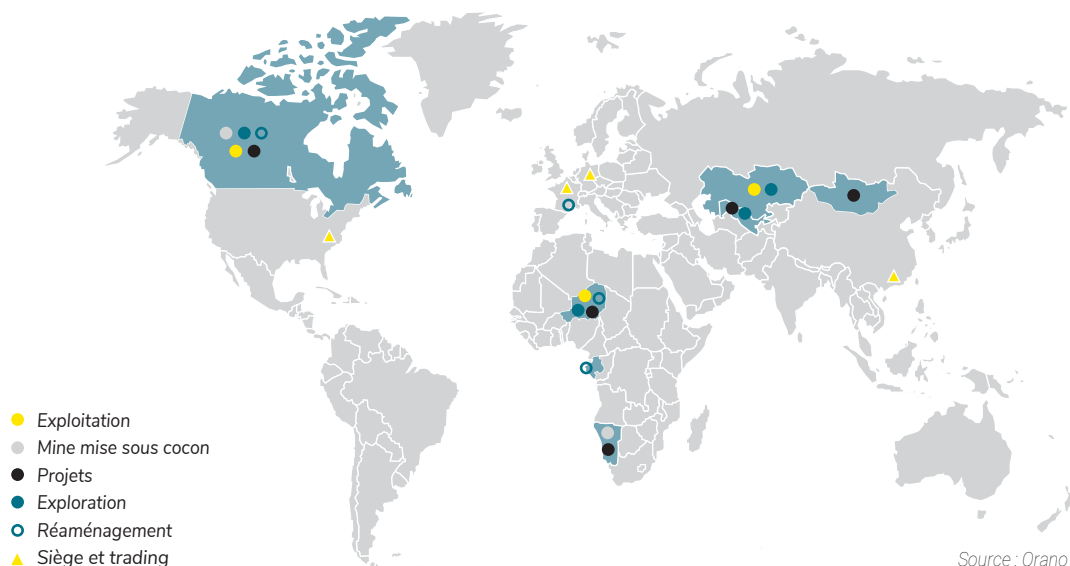 Exploitation
Mine mise sous cocon
Projets
Exploration
Réaménagement
Siège et trading
Source : Orano